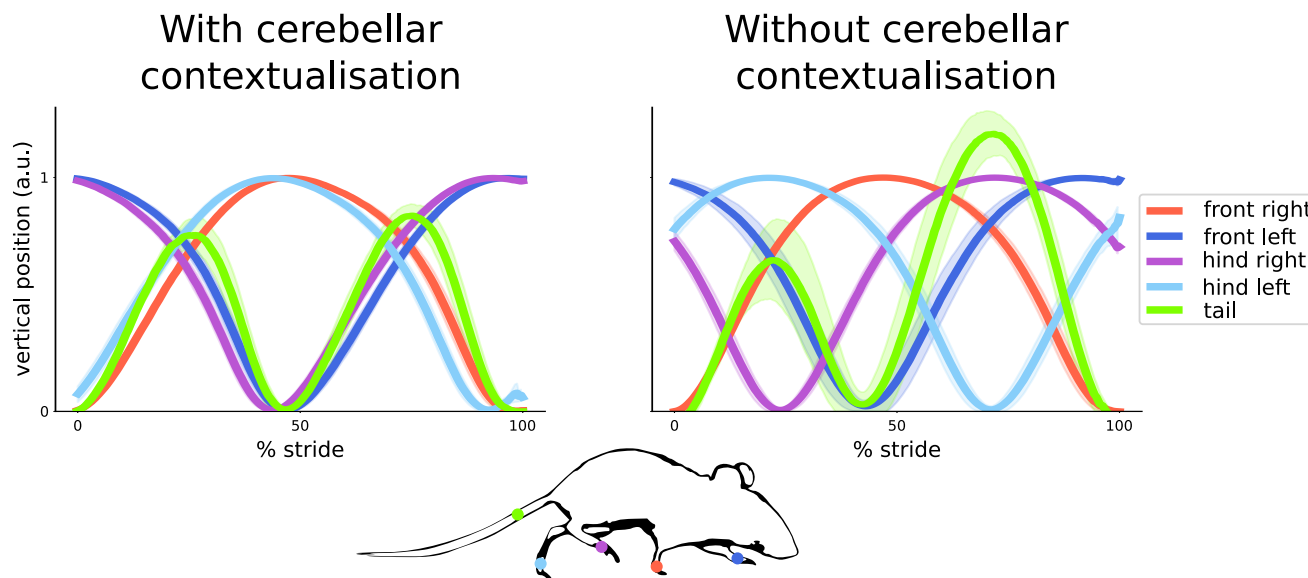 With cerebellar
contextualisation
Without cerebellar
contextualisation
vertical position (a.u.)
1
0
0
50
100
% stride
0
50
100
% stride
front right
front left
hind right
hind left
tail